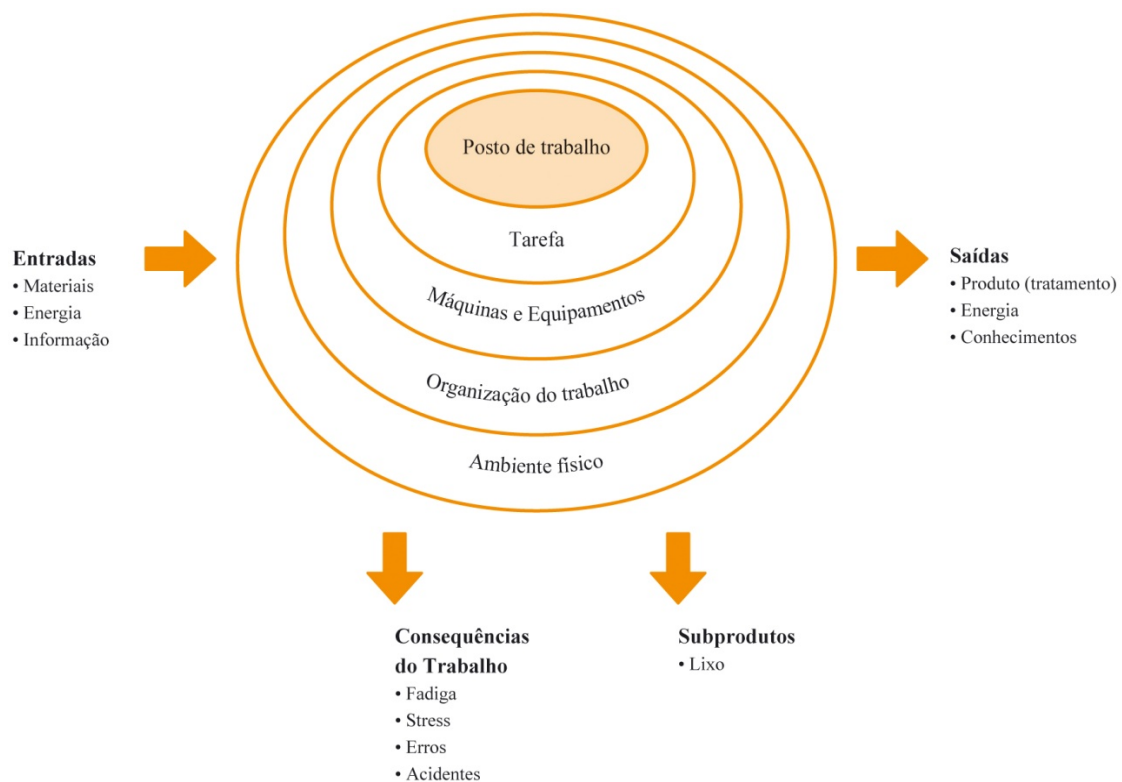 Posto de trabalho
Tarefa
Máquinas e Equipamentos
Organização do trabalho
Ambiente físico
Entradas
• Materiais
• Energia
• Informação
Saídas
• Produto (tratamento)
• Energia
• Conhecimentos
Consequências
do Trabalho
• Fadiga
• Stress
• Erros
• Acidentes
Subprodutos
• Lixo